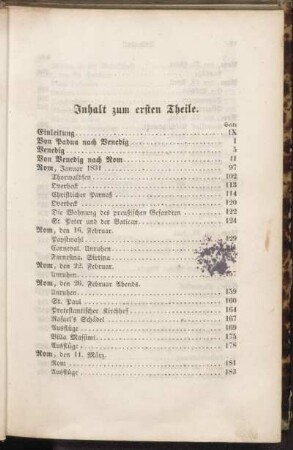 Inhalt zum ersten Theile.
Seite
Einleitung IX
Von Padua nach Venedig 1
Venedig 5
Von Venedig nach Rom 11
Rom, Januar 1831 97
Thorwaldsen 102
Overbeck 113
Christlicher Parnaß 114
Overbeck 120
Die Wohnung des preußischen Gesandten 122
St. Peter und der Vatican 124
Rom, den 16. Februar.
Papstwahl 129
Carneval. Unruhen
Farnesina. Sixtina
Rom, den 22. Februar.
Unruhen
Rom, den 26. Februar Abends.
Unruhen 159
St. Paul 160
Protestantischer Kirchhof 164
Rafael's Schädel 167
Ausflüge 169
Villa Massimi 175
Ausflüge 178
Rom, den 11. März.
Rom 181
Ausflüge 183